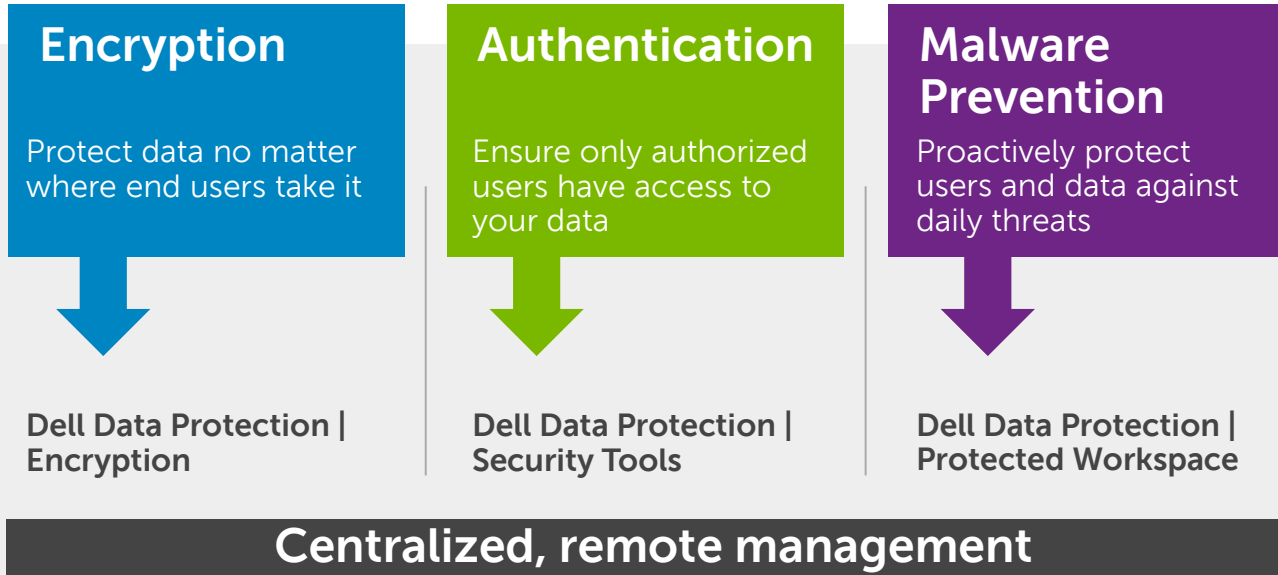 Encryption
Protect data no matter
where end users take it
Dell Data Protection |
Encryption
Authentication
Ensure only authorized
users have access to
your data
Dell Data Protection |
Security Tools
Malware
Prevention
Proactively protect
users and data against
daily threats
Dell Data Protection |
Protected Workspace
Centralized, remote management